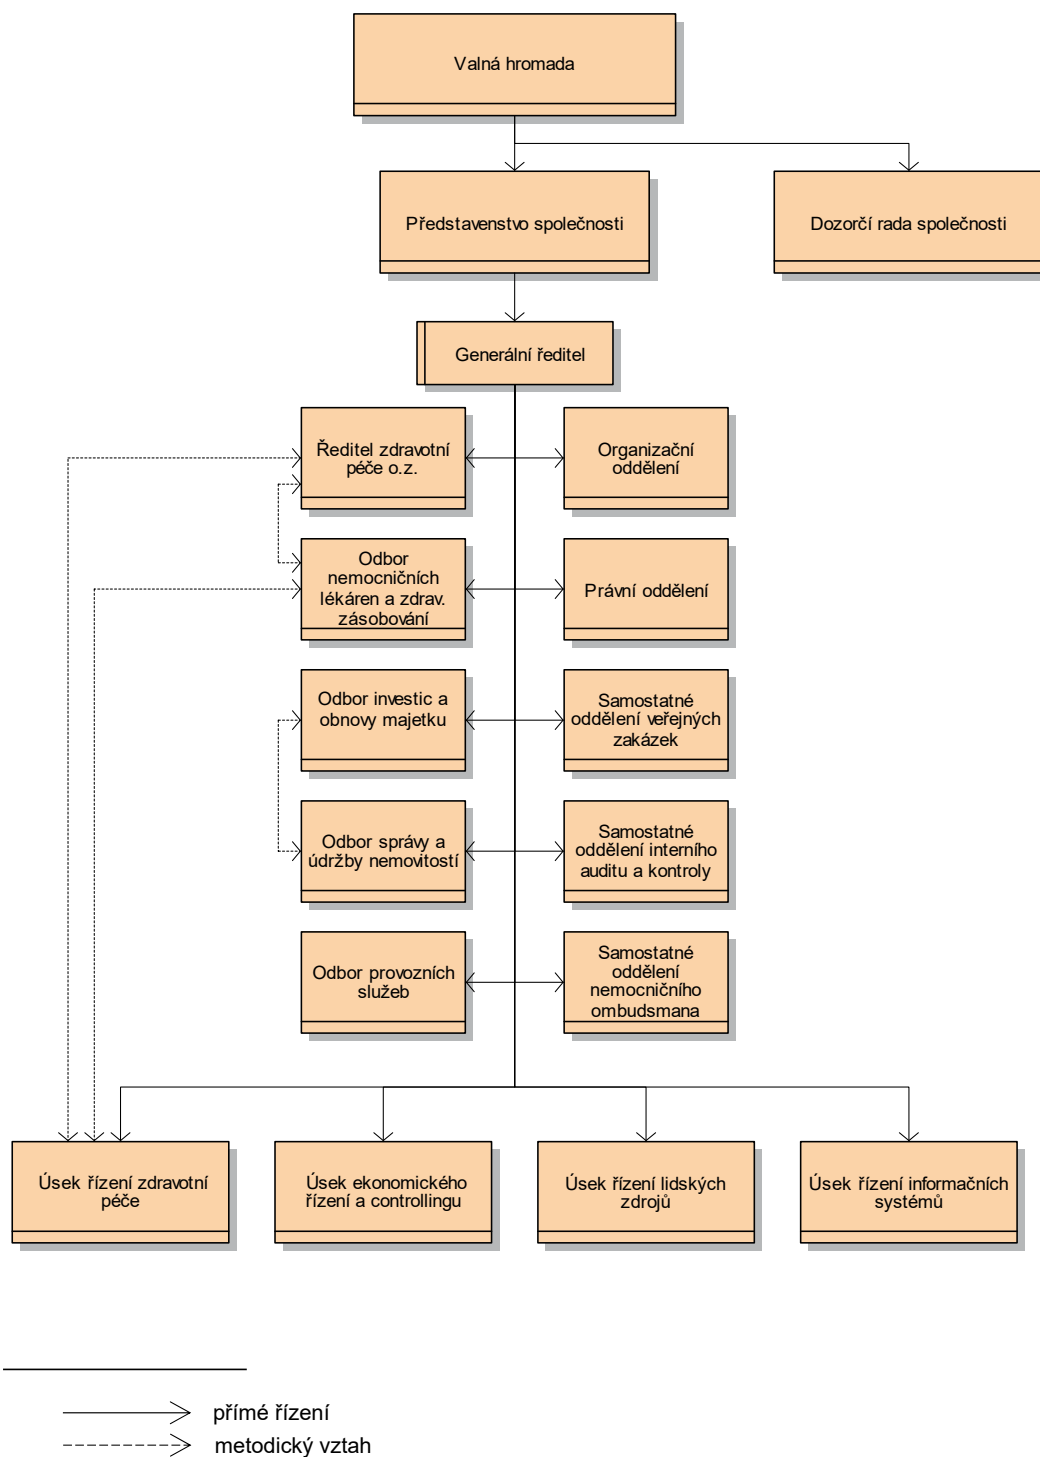 Valná hromada
Představenstvo společnosti
Dozorčí rada společnosti
Generální ředitel
Ředitel zdravotní
péče o.z.
Organizační
oddělení
Odbor
nemocničních
lékáren a zdrav.
zásobování
Právní oddělení
Odbor investic a
obnovy majetku
Samostatné
oddělení veřejných
zakázek
Odbor správy a
údržby nemovitostí
Samostatné
oddělení interního
auditu a kontroly
Odbor provozních
služeb
Samostatné
oddělení
nemocničního
ombudsmana
Úsek řízení zdravotní
péče
Úsek ekonomického
řízení a controllingu
Úsek řízení lidských
zdrojů
Úsek řízení informačních
systémů
přímé řízení
metodický vztah